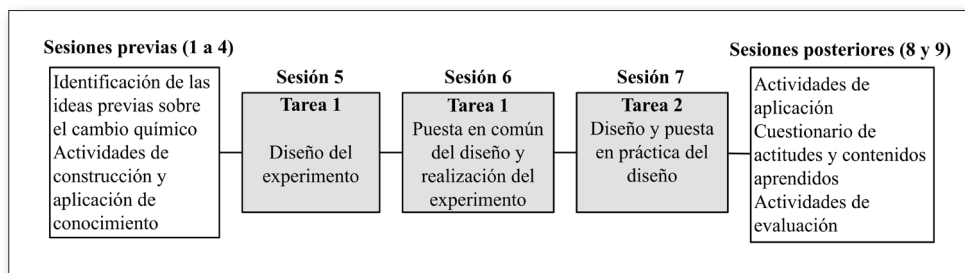 Sesiones previas (1 a 4)
Identificación de las
ideas previas sobre
el cambio químico
Actividades de
construcción y
aplicación de
conocimiento
Sesión 5
Tarea 1
Diseño del
experimento
Sesión 6
Tarea 1
Puesta en común
del diseño y
realización del
experimento
Sesión 7
Tarea 2
Diseño y puesta
en práctica del
diseño
Sesiones posteriores (8 y 9)
Actividades de
aplicación
Cuestionario de
actitudes y contenidos
aprendidos
Actividades de
evaluación